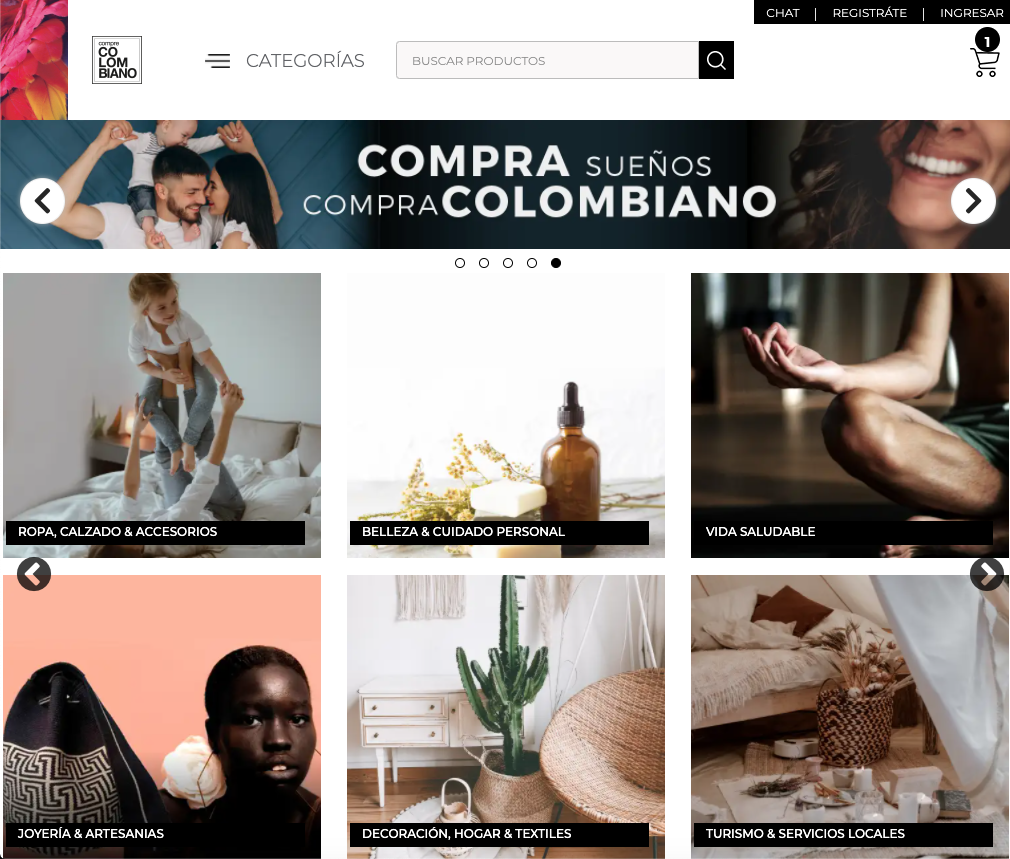 CHAT | REGISTRÁTE | INGRESAR
compre
CO
LOM
BIANO
CATEGORÍAS
BUSCAR PRODUCTOS
1
COMPRA SUEÑOS
COMPRA COLOMBIANO
ROPA, CALZADO & ACCESORIOS
BELLEZA & CUIDADO PERSONAL
VIDA SALUDABLE
JOYERÍA & ARTESANIAS
DECORACIÓN, HOGAR & TEXTILES
TURISMO & SERVICIOS LOCALES